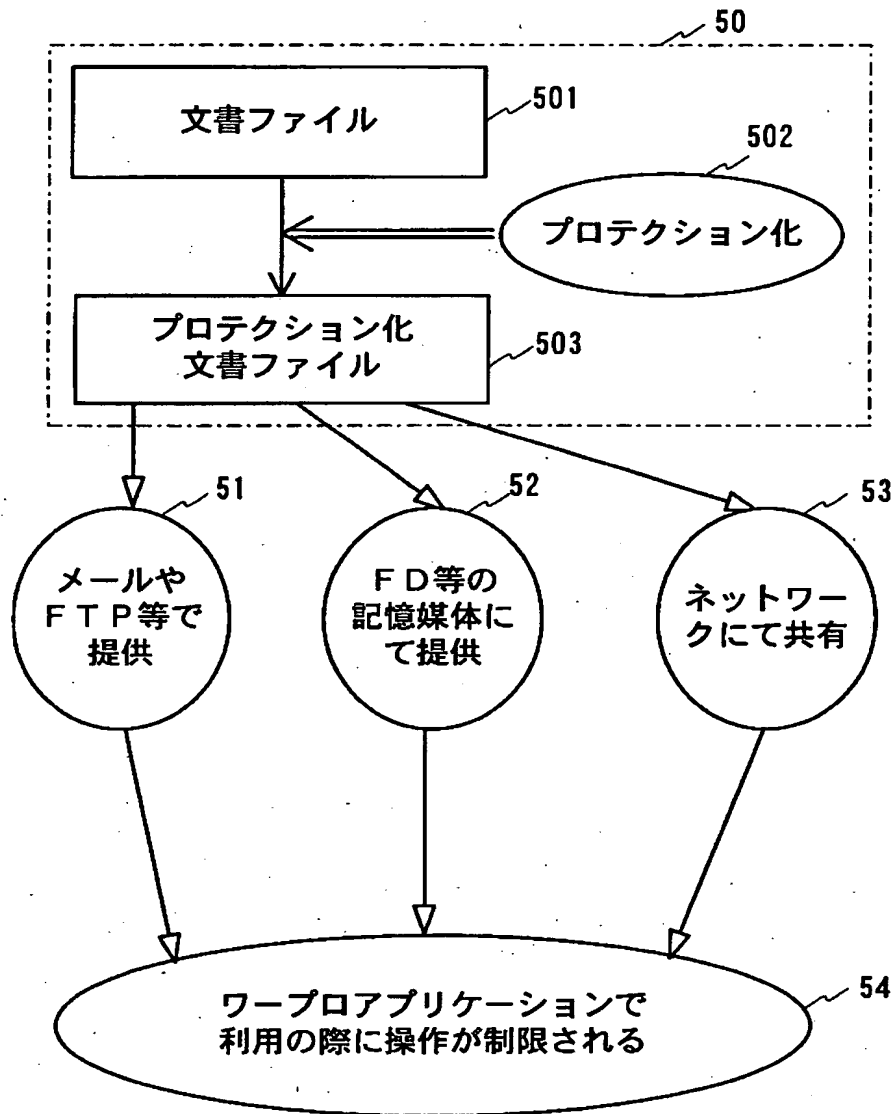 50
文書ファイル
501
502
プロテクション化
プロテクション化
文書ファイル
503
51
52
53
メールや
ＦＴＰ等で
提供
ＦＤ等の
記憶媒体に
て提供
ネットワー
クにて共有
54
ワープロアプリケーションで
利用の際に操作が制限される